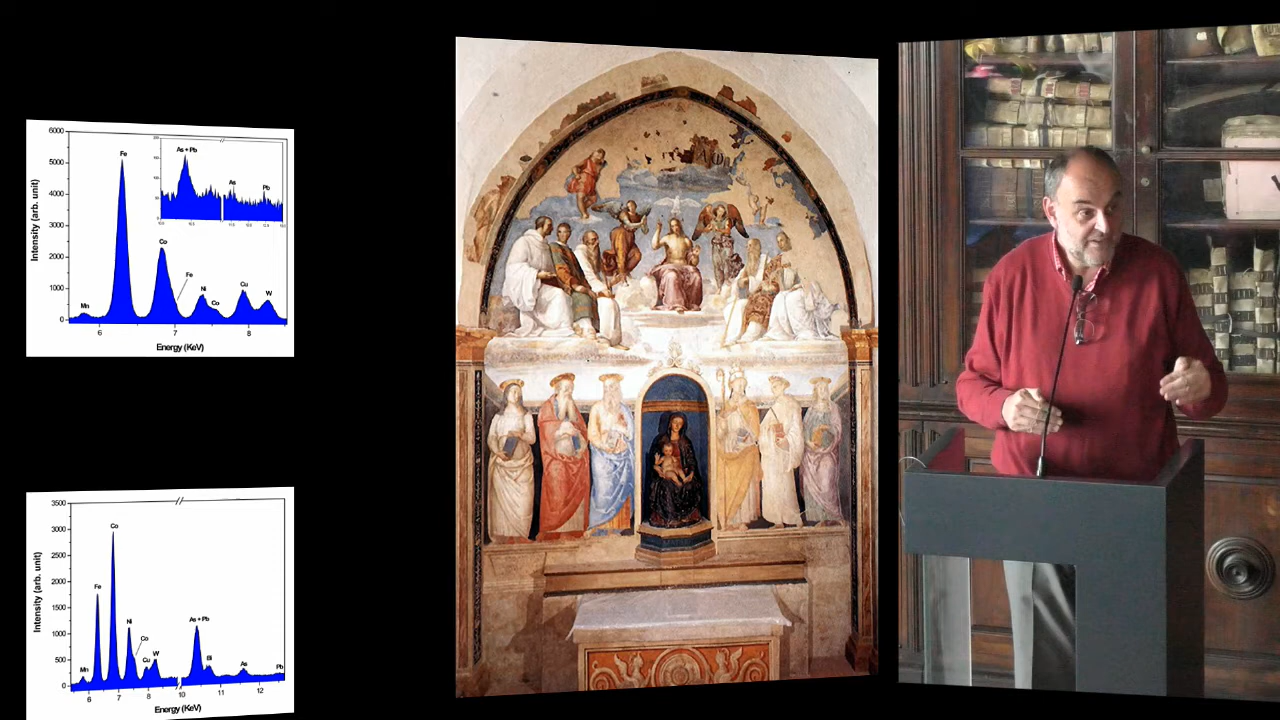 6000
5000
4000
3000
2000
1000
0
Intensity (arb. unit)
Mn
Fe
Co
Fe
Ni
Co
Cu
W
As + Pb
As
Pb
6
7
8
Energy (KeV)
3500
3000
2500
2000
1500
1000
500
0
Intensity (arb. unit)
Mn
Fe
Co
Ni
Co
Cu
W
As + Pb
Bi
As
Pb
6
7
8
10
11
12
Energy (KeV)